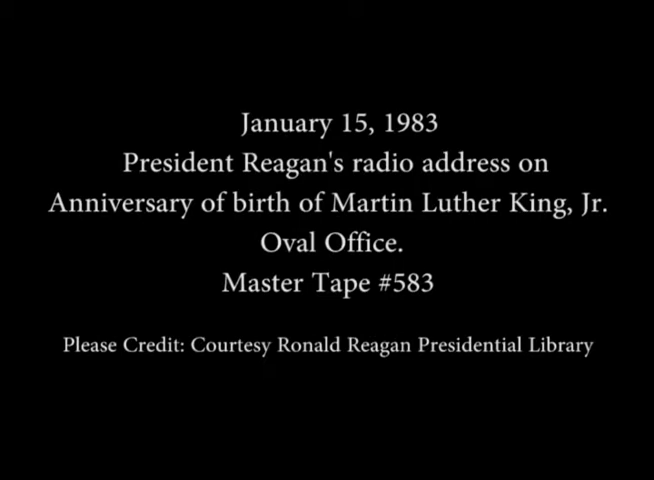 January 15, 1983
President Reagan's radio address on
Anniversary of birth of Martin Luther King, Jr.
Oval Office.
Master Tape #583
Please Credit: Courtesy Ronald Reagan Presidential Library